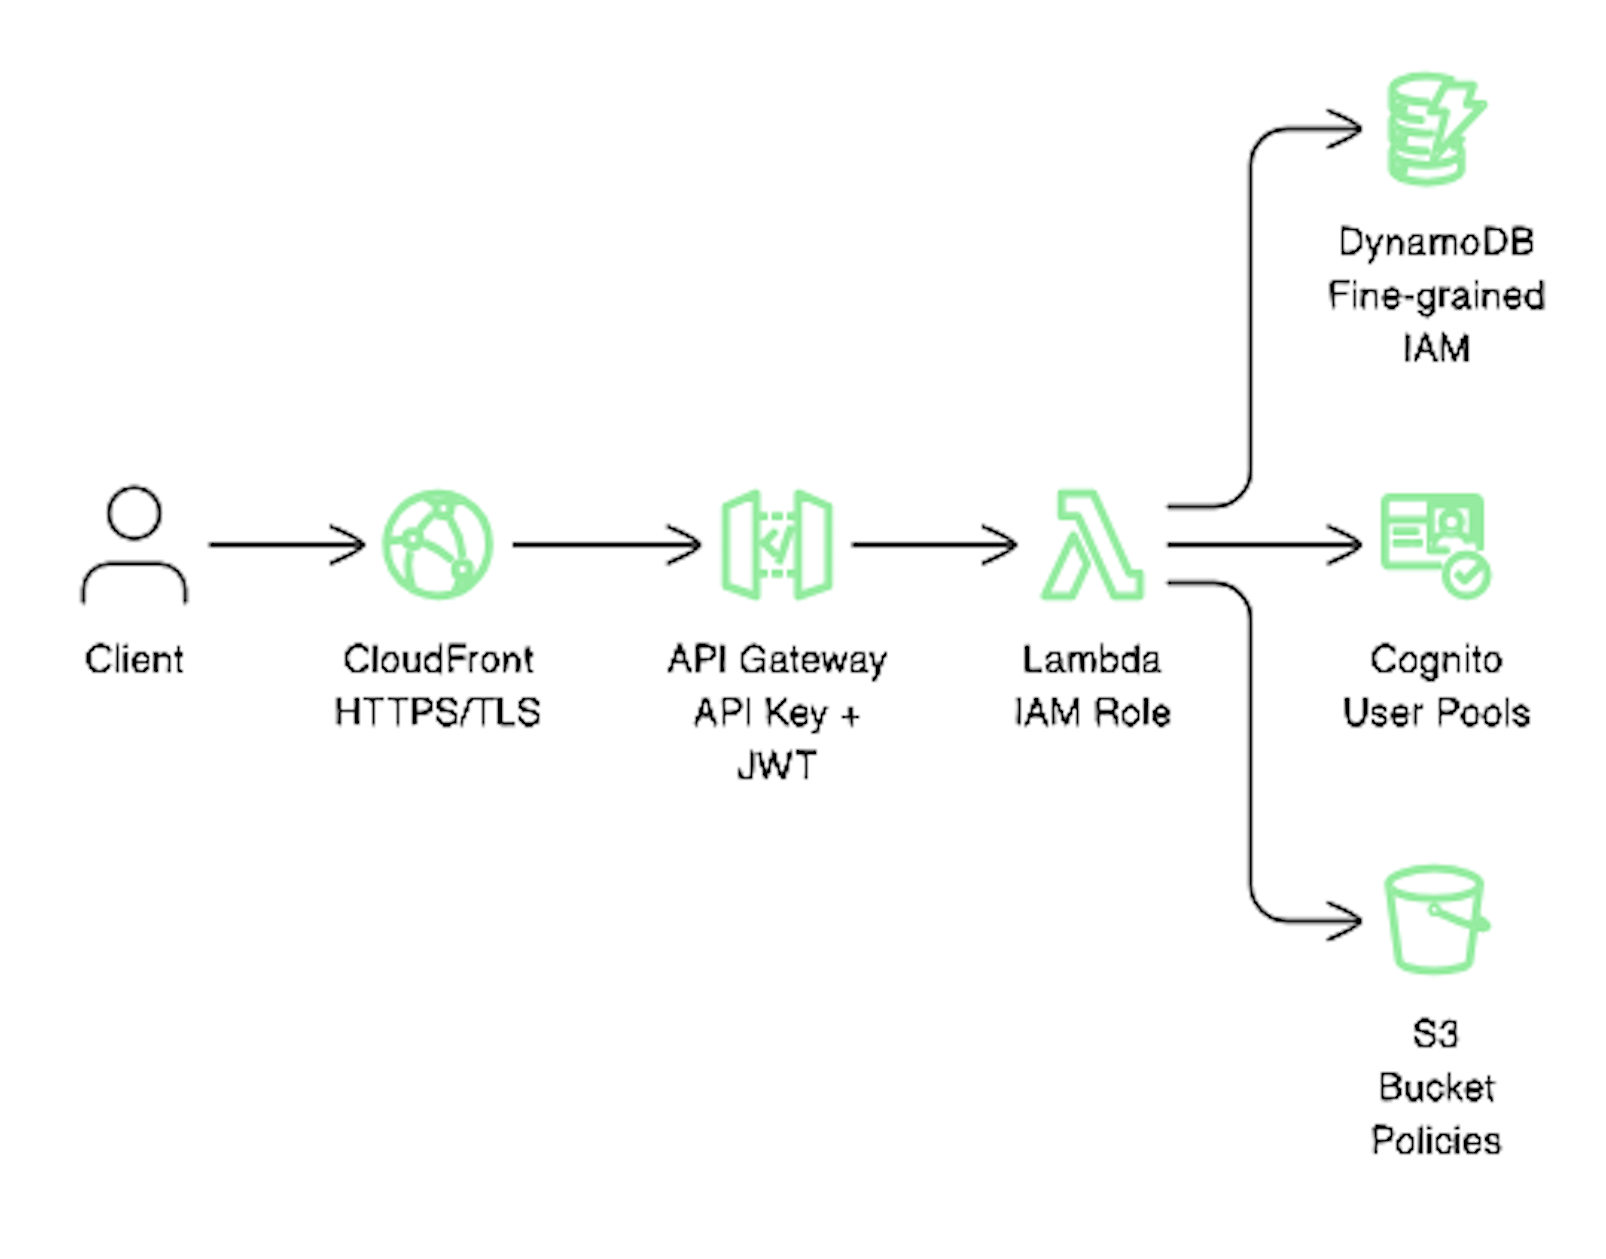 Client
CloudFront
HTTPS/TLS
API Gateway
API Key +
JWT
Lambda
IAM Role
DynamoDB
Fine-grained
IAM
Cognito
User Pools
S3
Bucket
Policies